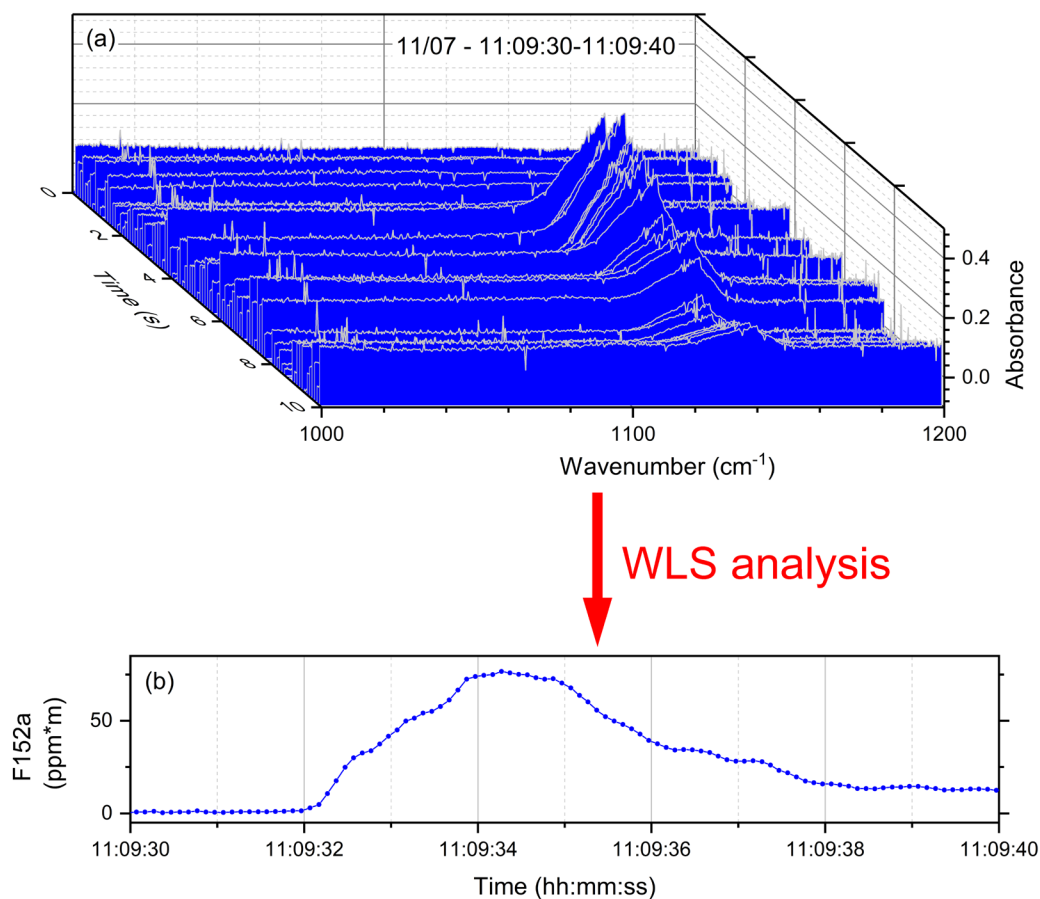 (a)
11/07 - 11:09:30-11:09:40
0
2
4
6
8
10
Time (s)
0.4
0.2
0.0
Absorbance
1000
1100
1200
Wavenumber (cm⁻¹)
WLS analysis
(b)
50
0
F152a
(ppm*m)
11:09:30
11:09:32
11:09:34
11:09:36
11:09:38
11:09:40
Time (hh:mm:ss)